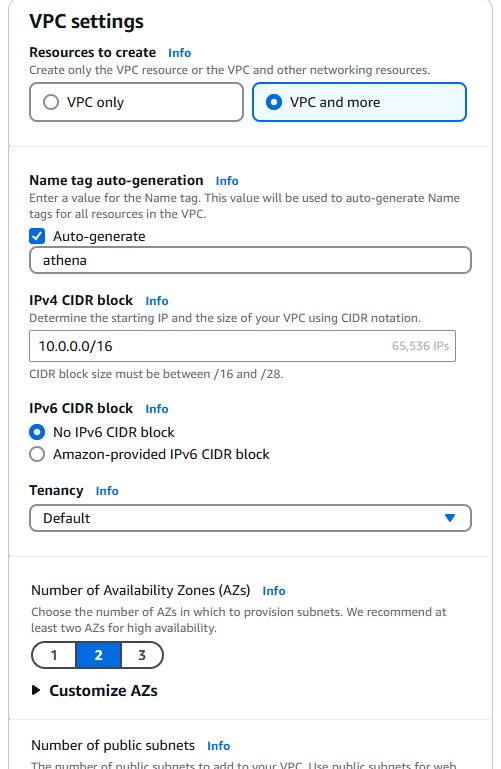 VPC settings
Resources to create Info
Create only the VPC resource or the VPC and other networking resources.
VPC only VPC and more
Name tag auto-generation Info
Enter a value for the Name tag. This value will be used to auto-generate Name
tags for all resources in the VPC.
Auto-generate
athena
IPv4 CIDR block Info
Determine the starting IP and the size of your VPC using CIDR notation.
10.0.0.0/16 65,536 IPs
CIDR block size must be between /16 and /28.
IPv6 CIDR block Info
No IPv6 CIDR block
Amazon-provided IPv6 CIDR block
Tenancy Info
Default
Number of Availability Zones (AZs) Info
Choose the number of AZs in which to provision subnets. We recommend at
least two AZs for high availability.
1 2 3
Customize AZs
Number of public subnets Info
The number of public subnets to add to your VPC. Use public subnets for web